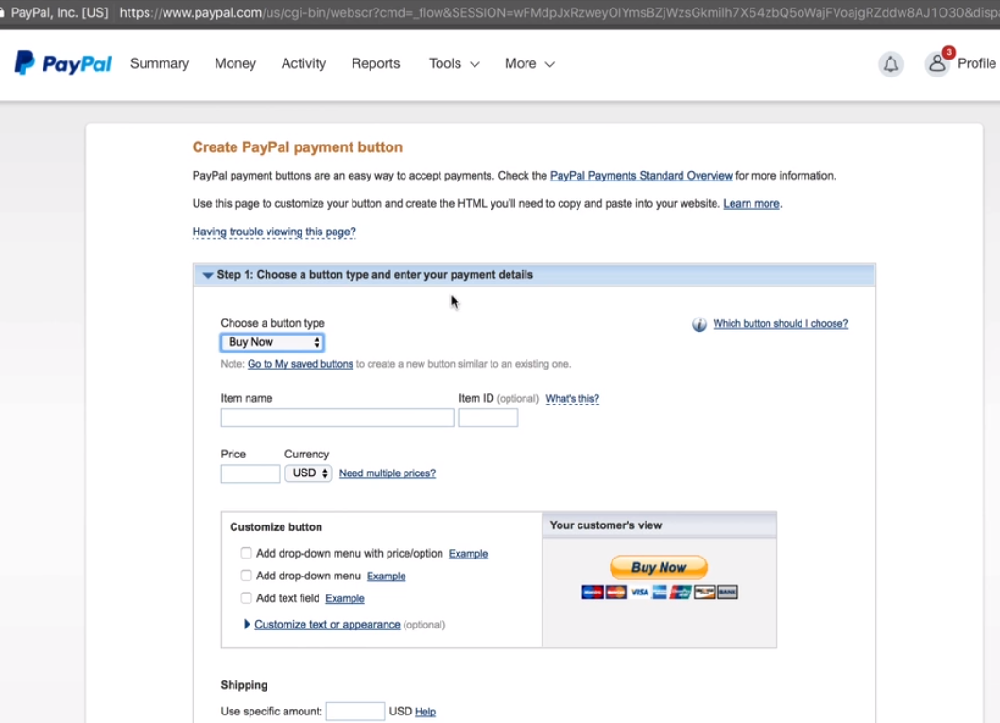 PayPal, Inc. [US] https://www.paypal.com/us/cgi-bin/webscr?cmd=_flow&SESSION=
PayPal Summary Money Activity Reports Tools More 3 Profile
Create PayPal payment button
PayPal payment buttons are an easy way to accept payments. Check the PayPal Payments Standard Overview for more information.
Use this page to customize your button and create the HTML you'll need to copy and paste into your website. Learn more.
Having trouble viewing this page?
Step 1: Choose a button type and enter your payment details
Choose a button type
Which button should I choose?
Buy Now
Note: Go to My saved buttons to create a new button similar to an existing one.
Item name Item ID (optional) What's this?
Price Currency
USD Need multiple prices?
Customize button
Your customer's view
Add drop-down menu with price/option Example
Add drop-down menu Example
Add text field Example
Customize text or appearance (optional)
Buy Now
VISA
BANK
Shipping
Use specific amount: USD Help